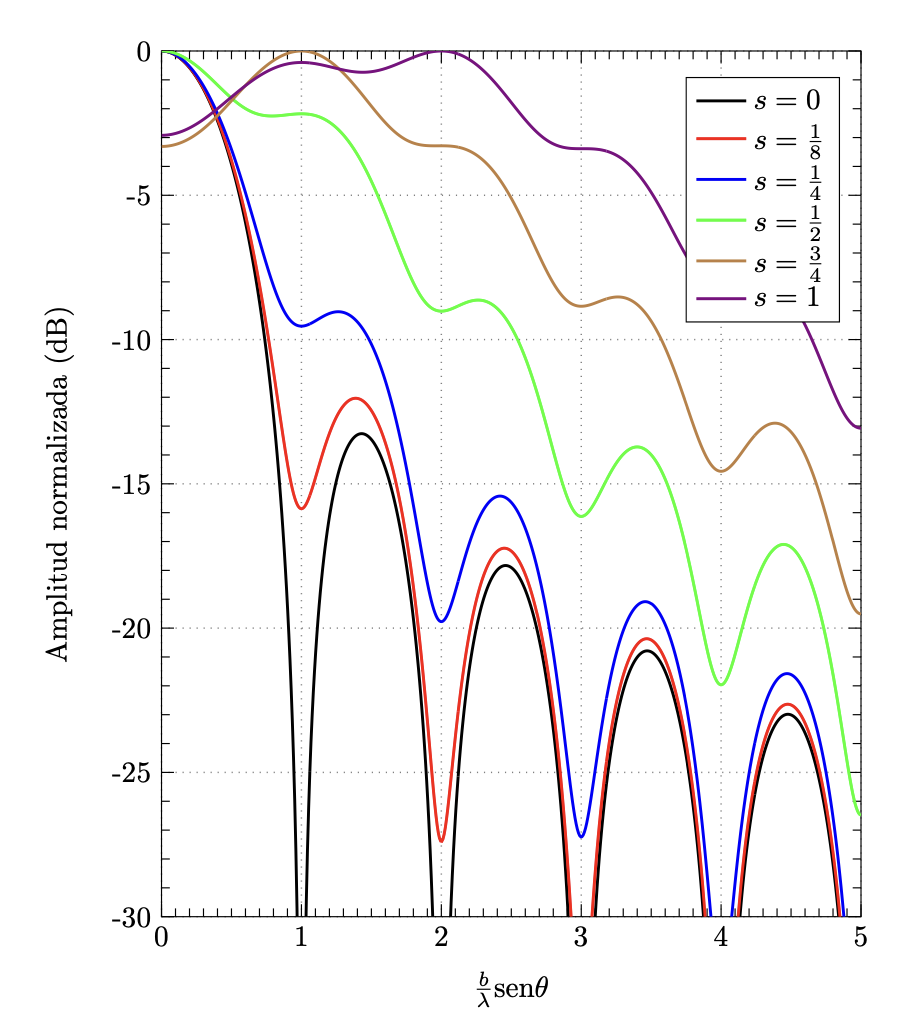 0
-5
-10
-15
-20
-25
-30
0 1 2 3 4 5
Amplitud normalizada (dB)
b/λ senθ
s = 0
s = 1/8
s = 1/4
s = 1/2
s = 3/4
s = 1